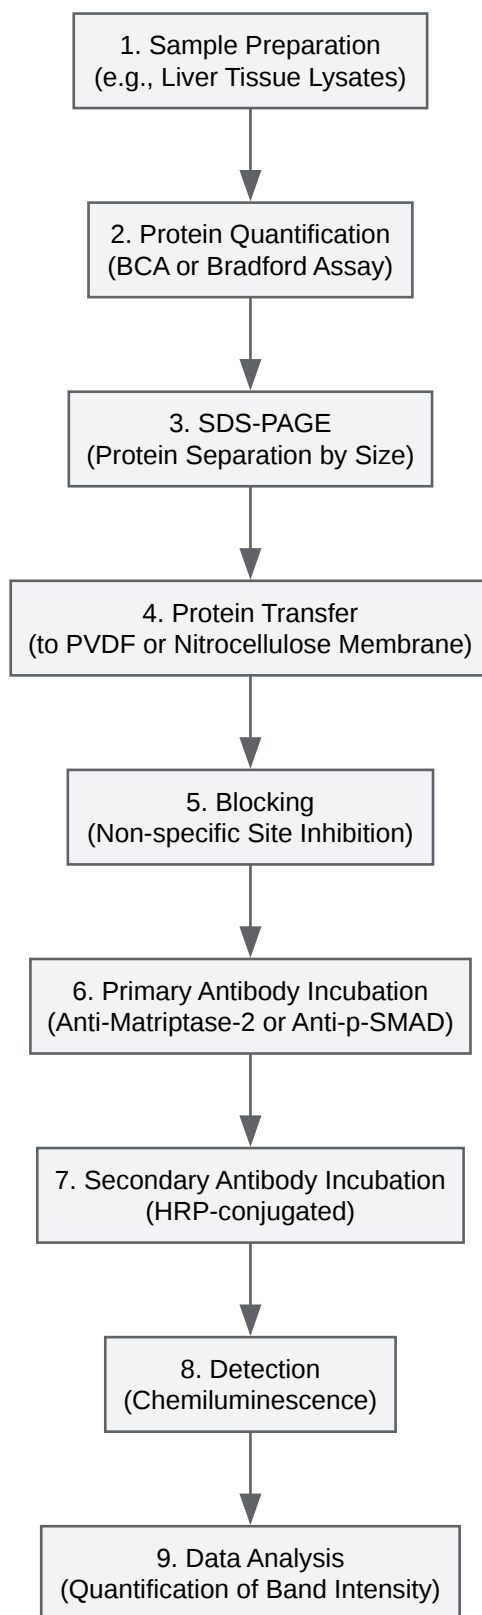 1. Sample Preparation
(e.g., Liver Tissue Lysates)
2. Protein Quantification
(BCA or Bradford Assay)
3. SDS-PAGE
(Protein Separation by Size)
4. Protein Transfer
(to PVDF or Nitrocellulose Membrane)
5. Blocking
(Non-specific Site Inhibition)
6. Primary Antibody Incubation
(Anti-Matriptase-2 or Anti-p-SMAD)
7. Secondary Antibody Incubation
(HRP-conjugated)
8. Detection
(Chemiluminescence)
9. Data Analysis
(Quantification of Band Intensity)